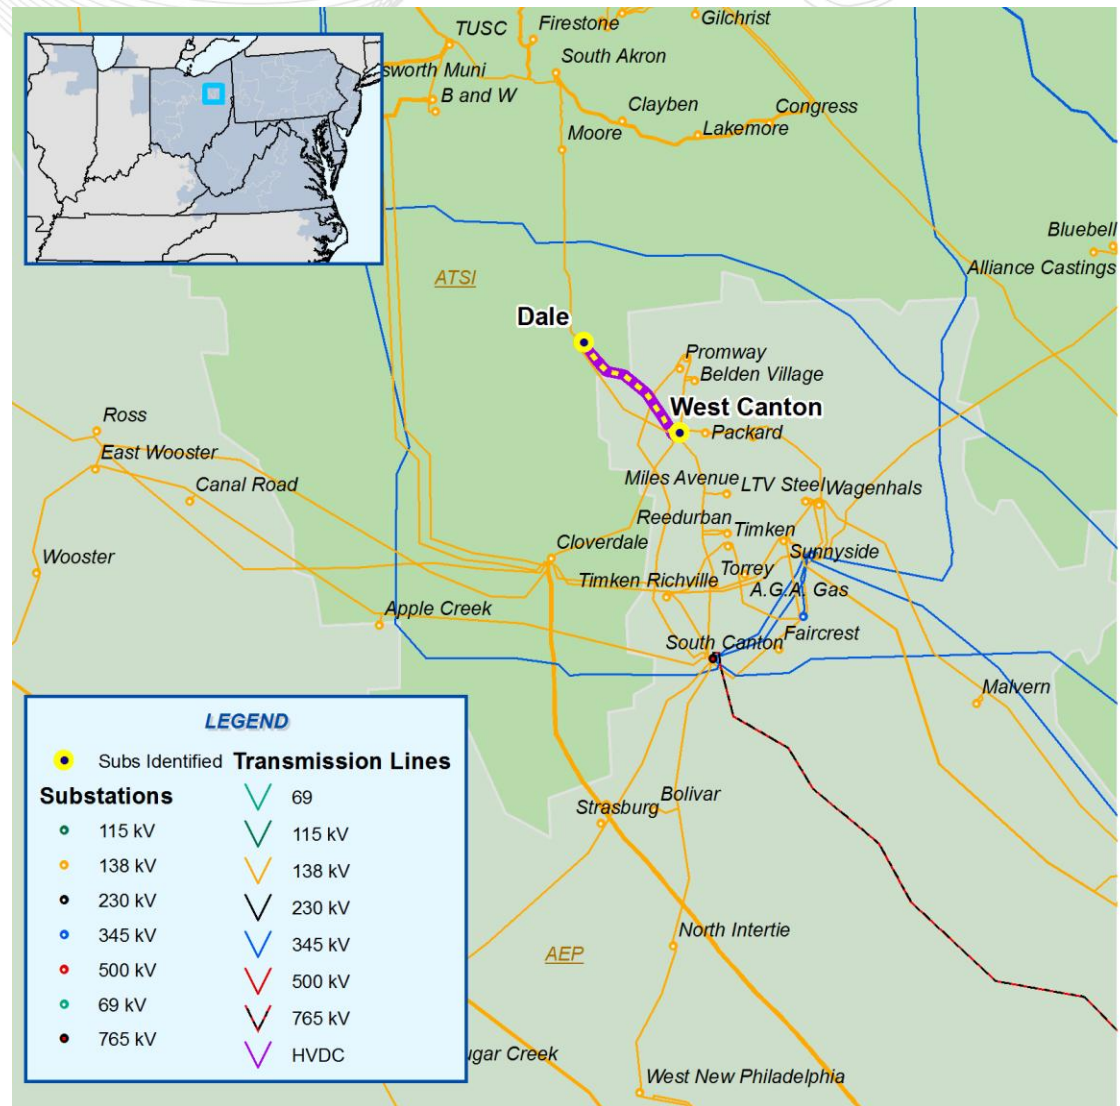 TUSC
Firestone
Gilchrist
South Akron
sworth Muni
B and W
Clayben
Congress
Moore
Lakemore
Bluebell
Alliance Castings
ATSI
Dale
Promway
Belden Village
West Canton
Packard
Ross
East Wooster
Canal Road
Miles Avenue
LTV Steel
Wagenhals
Reedurban
Timken
Wooster
Cloverdale
Sunnyside
Timken Richville
Torrey
A.G.A. Gas
Apple Creek
South Canton
Faircrest
Malvern
Strasburg
Bolivar
North Intertie
AEP
ugar Creek
West New Philadelphia
LEGEND
Subs Identified
Substations
115 kV
138 kV
230 kV
345 kV
500 kV
69 kV
765 kV
Transmission Lines
69
115 kV
138 kV
230 kV
345 kV
500 kV
765 kV
HVDC